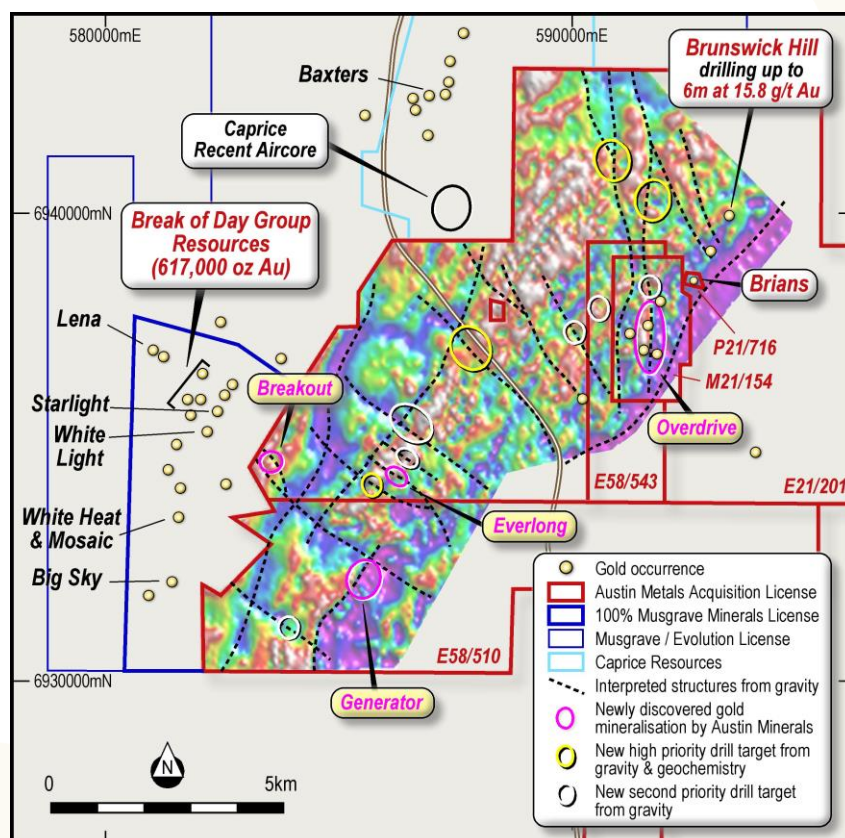 580000mE
590000mE
Baxters
Brunswick Hill
drilling up to
6m at 15.8 g/t Au
Caprice
Recent Aircore
6940000mN
Break of Day Group
Resources
(617,000 oz Au)
Brians
Lena
P21/716
Breakout
M21/154
Starlight
White
Light
Overdrive
E58/543
E21/201
White Heat
& Mosaic
Everlong
Big Sky
E58/510
6930000mN
Generator
Gold occurrence
Austin Metals Acquisition License
100% Musgrave Minerals License
Musgrave / Evolution License
Caprice Resources
Interpreted structures from gravity
Newly discovered gold
mineralisation by Austin Minerals
New high priority drill target from
gravity & geochemistry
New second priority drill target
from gravity
N
0
5km